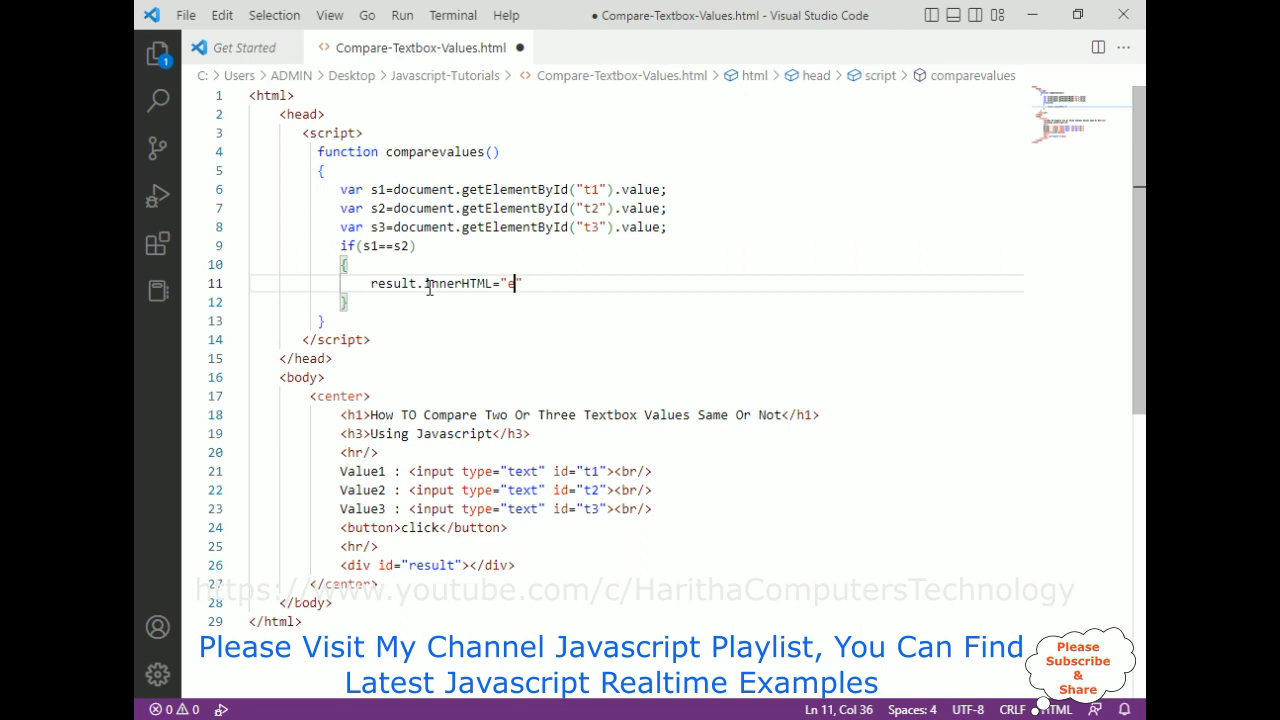 File Edit Selection View Go Run Terminal Help ● Compare-Textbox-Values.html - Visual Studio Code
Get Started <> Compare-Textbox-Values.html ●
C: > Users > ADMIN > Desktop > Javascript-Tutorials > <> Compare-Textbox-Values.html > html > head > script > comparevalues
1 <html>
2 <head>
3 <script>
4 function comparevalues()
5 {
6 var s1=document.getElementById("t1").value;
7 var s2=document.getElementById("t2").value;
8 var s3=document.getElementById("t3").value;
9 if(s1==s2)
10 {
11 result.innerHTML="e"
12 }
13 }
14 </script>
15 </head>
16 <body>
17 <center>
18 <h1>How TO Compare Two Or Three Textbox Values Same Or Not</h1>
19 <h3>Using Javascript</h3>
20 <hr/>
21 Value1 : <input type="text" id="t1"><br/>
22 Value2 : <input type="text" id="t2"><br/>
23 Value3 : <input type="text" id="t3"><br/>
24 <button>click</button>
25 <hr/>
26 <div id="result"></div>
27 </center>
https://www.youtube.com/c/HarithaComputersTechnology
28 </body>
29 </html>
Please Visit My Channel Javascript Playlist, You Can Find
Latest Javascript Realtime Examples
Please
Subscribe
&
Share
1
0 0 Ln 11, Col 36 Spaces: 4 UTF-8 CRLF HTML